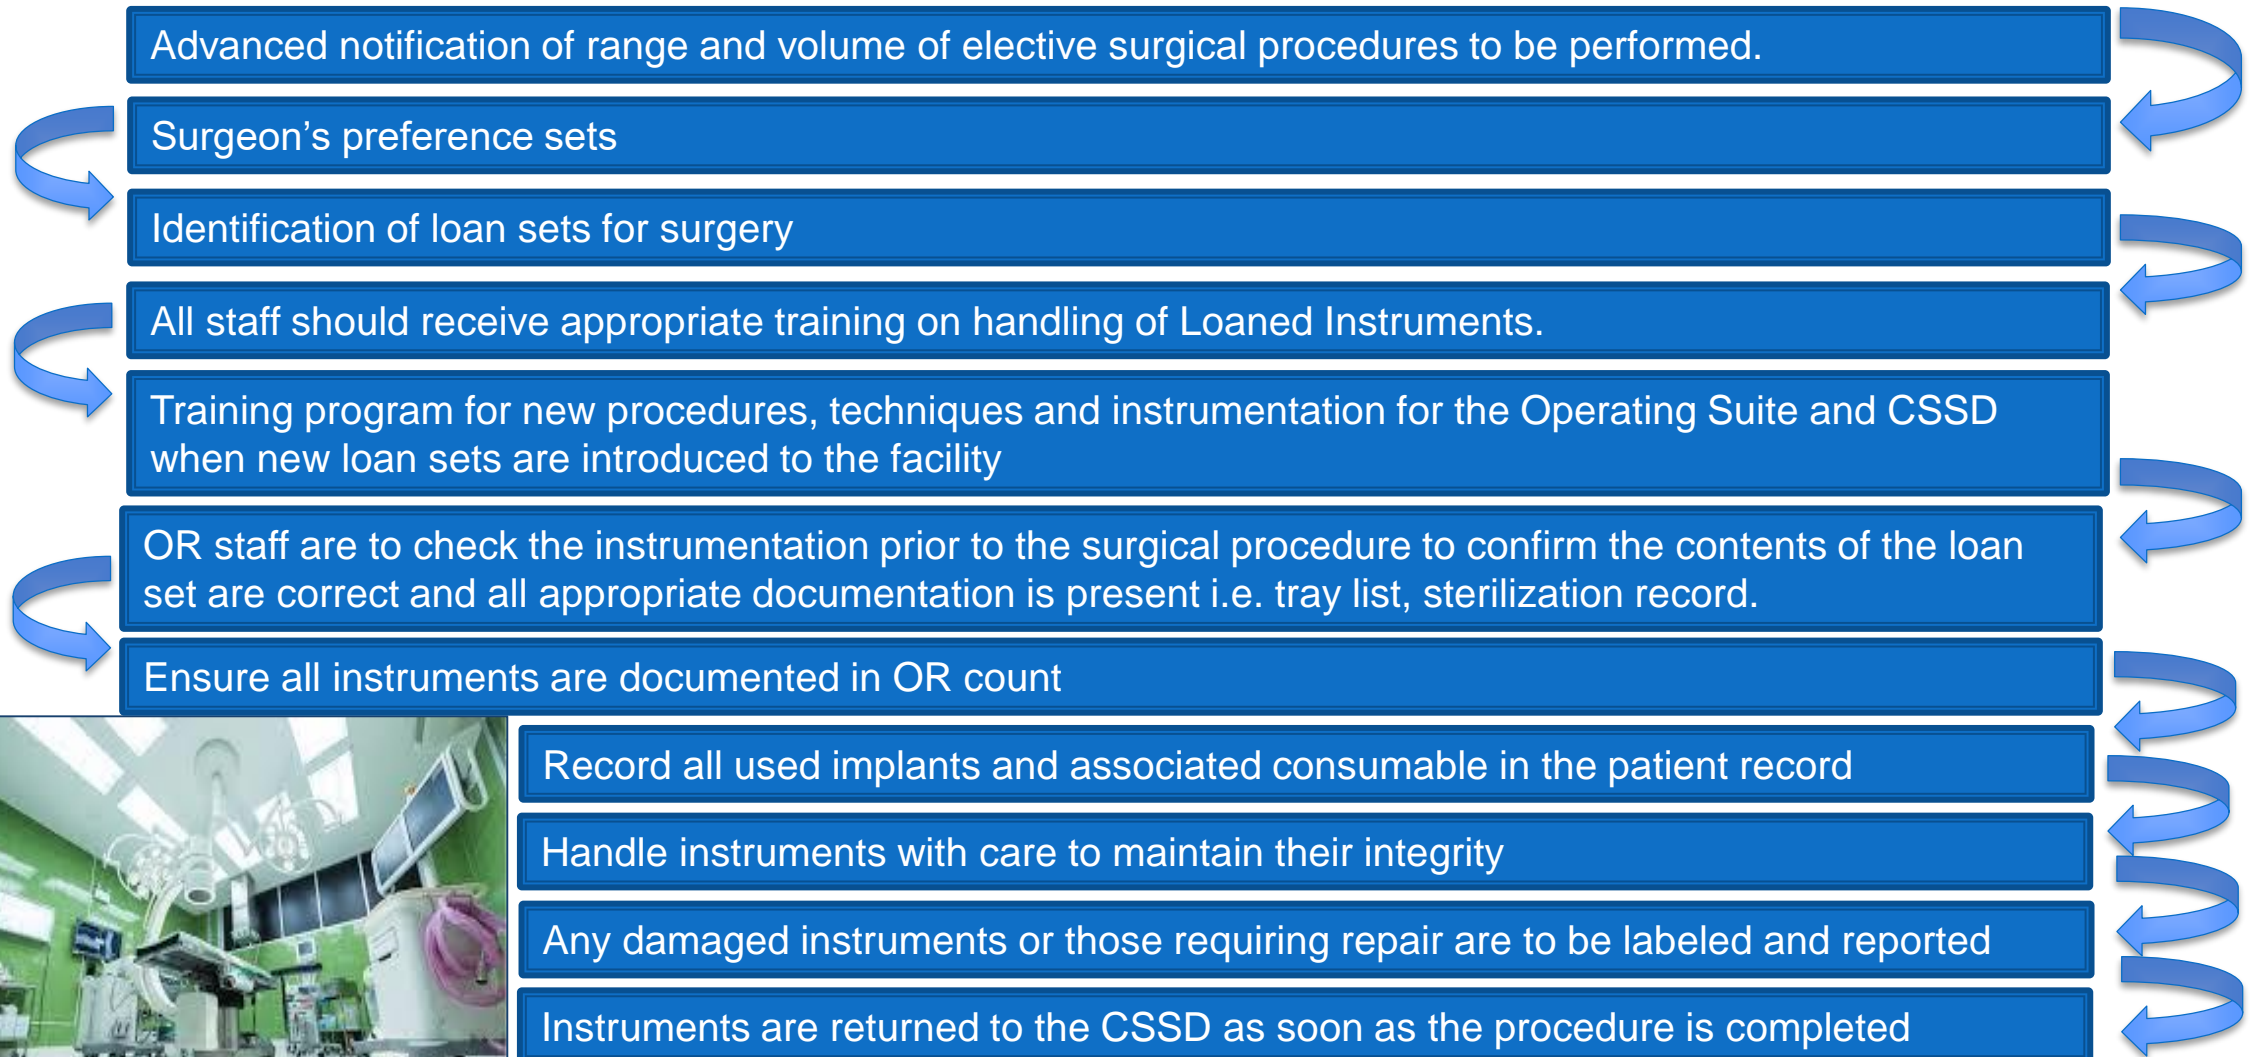 Advanced notification of range and volume of elective surgical procedures to be performed.
Surgeon’s preference sets
Identification of loan sets for surgery
All staff should receive appropriate training on handling of Loaned Instruments.
Training program for new procedures, techniques and instrumentation for the Operating Suite and CSSD
when new loan sets are introduced to the facility
OR staff are to check the instrumentation prior to the surgical procedure to confirm the contents of the loan
set are correct and all appropriate documentation is present i.e. tray list, sterilization record.
Ensure all instruments are documented in OR count
Record all used implants and associated consumable in the patient record
Handle instruments with care to maintain their integrity
Any damaged instruments or those requiring repair are to be labeled and reported
Instruments are returned to the CSSD as soon as the procedure is completed